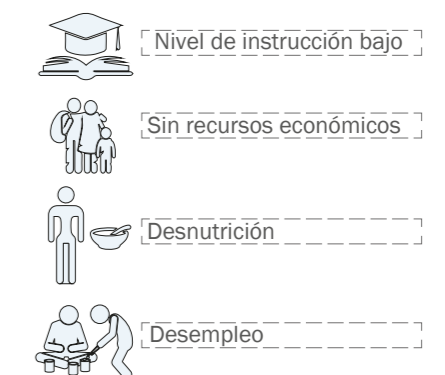 Nivel de instrucción bajo
Sin recursos económicos
Desnutrición
Desempleo